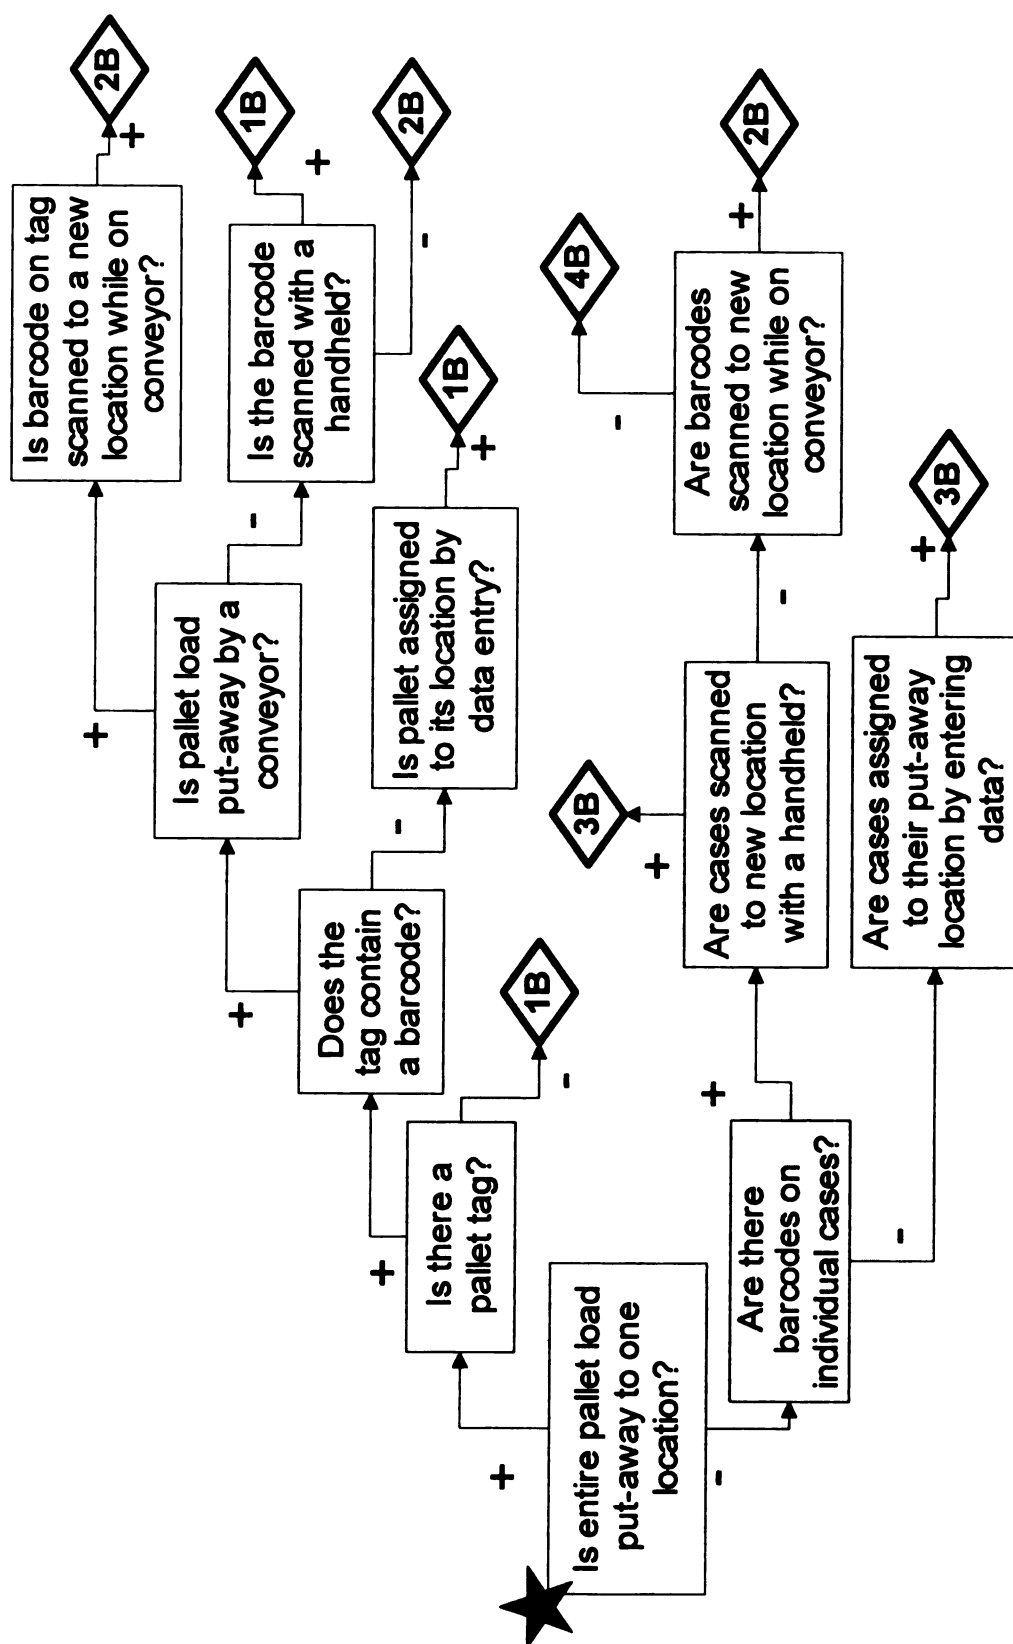 Is entire pallet load
put-away to one
location?
+
-
Is there a
pallet tag?
+
-
1B
Does the
tag contain
a barcode?
+
-
Is pallet load
put-away by a
conveyor?
+
-
Is barcode on tag
scanned to a new
location while on
conveyor?
+
2B
Is the barcode
scanned with a
handheld?
+
1B
-
2B
Is pallet assigned
to its location by
data entry?
+
1B
Are there
barcodes on
individual cases?
+
-
Are cases scanned
to new location
with a handheld?
+
3B
-
Are barcodes
scanned to new
location while on
conveyor?
-
4B
+
2B
Are cases assigned
to their put-away
location by entering
data?
+
3B